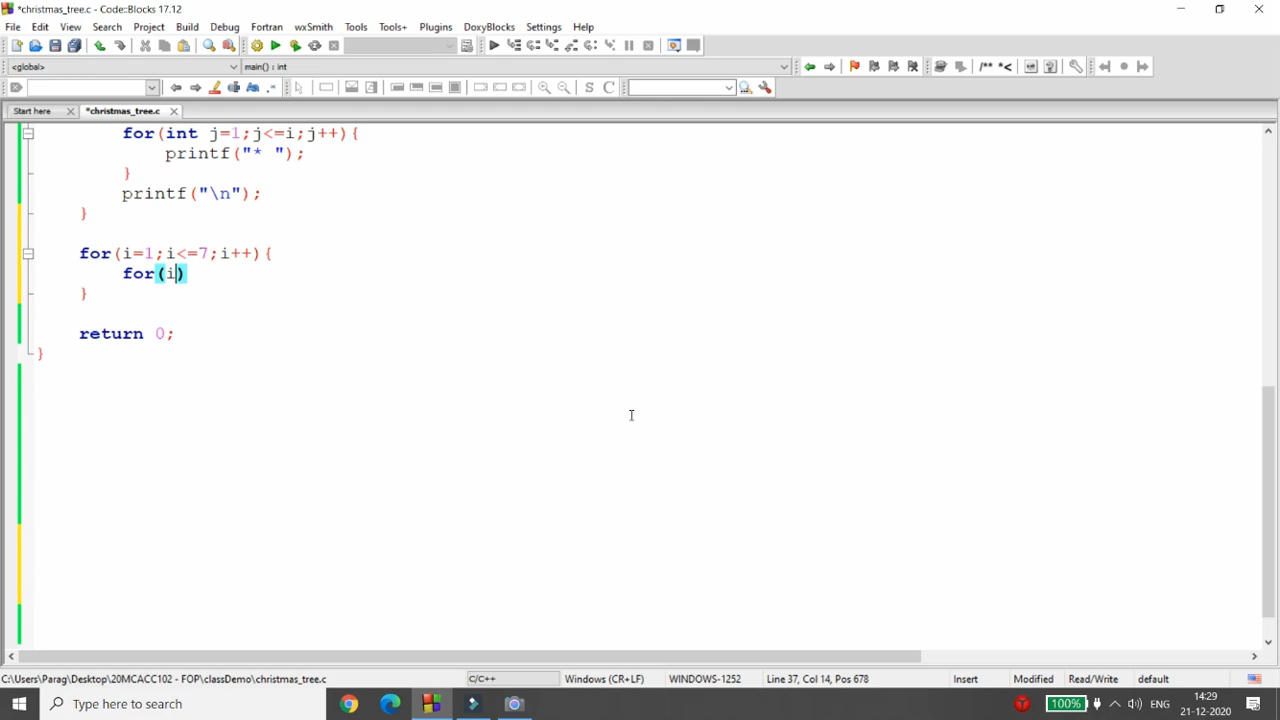 *christmas_tree.c - Code::Blocks 17.12
File Edit View Search Project Build Debug Fortran wxSmith Tools Tools+ Plugins DoxyBlocks Settings Help
<global> main() : int
/** *<
S C
Start here *christmas_tree.c
for(int j=1;j<=i;j++){
printf("* ");
}
printf("\n");
}
for(i=1;i<=7;i++){
for(i)
}
return 0;
}
C:\Users\Parag\Desktop\20MCACC102 - FOP\classDemo\christmas_tree.c C/C++ Windows (CR+LF) WINDOWS-1252 Line 37, Col 14, Pos 678 Insert Modified Read/Write default
Type here to search 100% ENG 14:29
21-12-2020